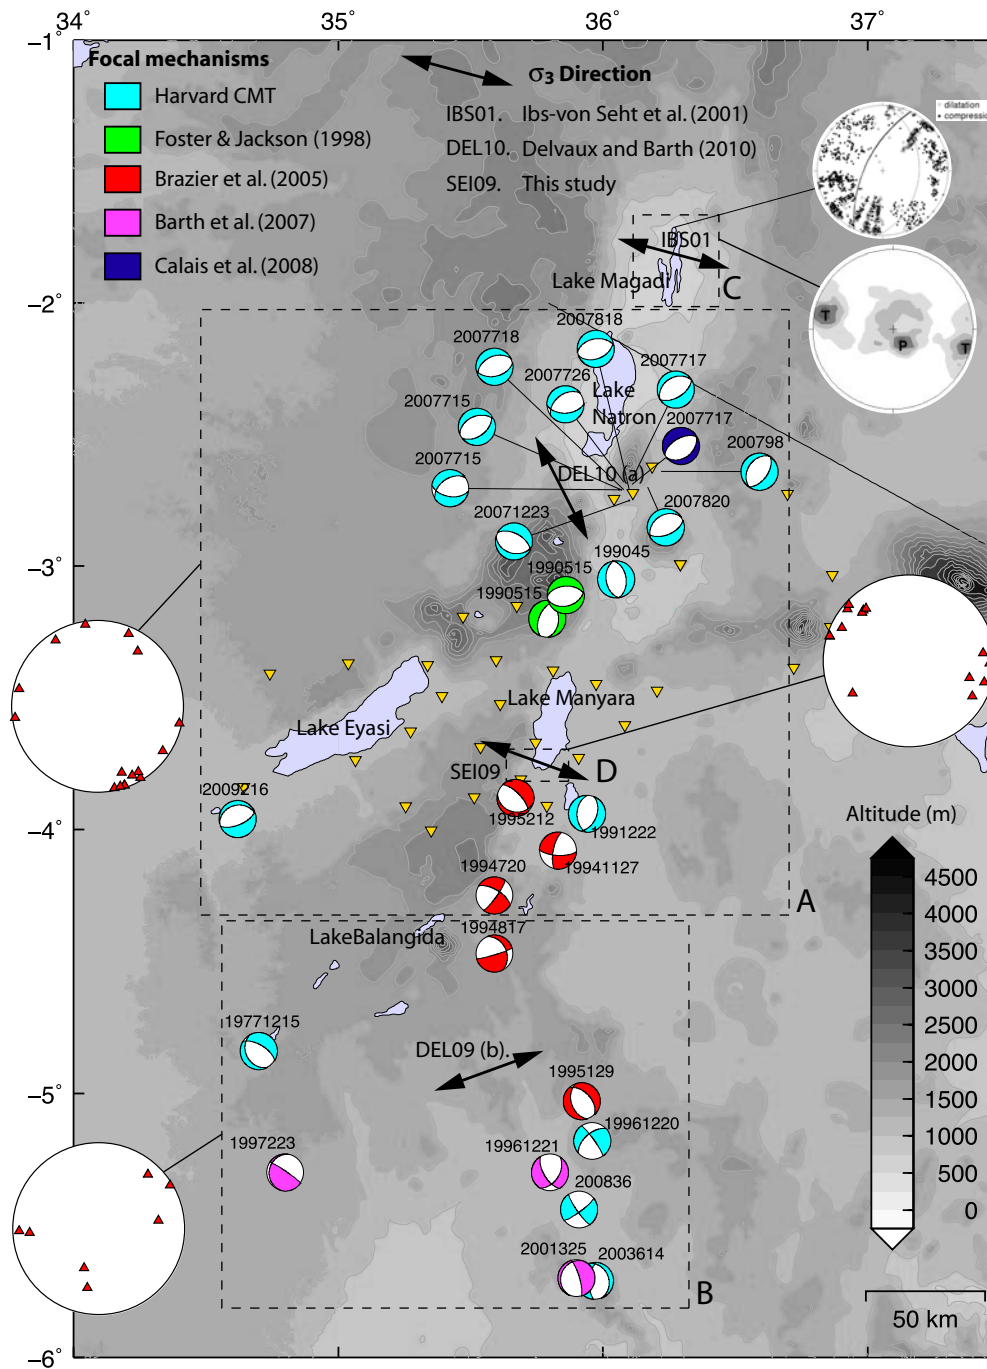 34° 35° 36° 37°
−1°
Focal mechanisms
Harvard CMT
Foster & Jackson (1998)
Brazier et al. (2005)
Barth et al. (2007)
Calais et al. (2008)
σ3 Direction
IBS01. Ibs-von Seht et al. (2001)
DEL10. Delvaux and Barth (2010)
SEI09. This study
dilatation
compressio
IBS01
Lake Magadi
C
−2°
T
P
T
2007818
2007718
2007717
2007726
Lake
Natron
2007715
2007717
200798
2007715
DEL10 (a)
2007820
20071223
199045
−3°
1990515
1990515
Lake Manyara
Lake Eyasi
SEI09
D
2009216
1995212
1991222
−4°
19941127
1994720
A
1994817
LakeBalangida
Altitude (m)
4500
4000
3500
3000
2500
2000
1500
1000
500
0
19771215
DEL09 (b).
−5°
1995129
19961220
1997223
19961221
200836
2001325
2003614
B
50 km
−6°